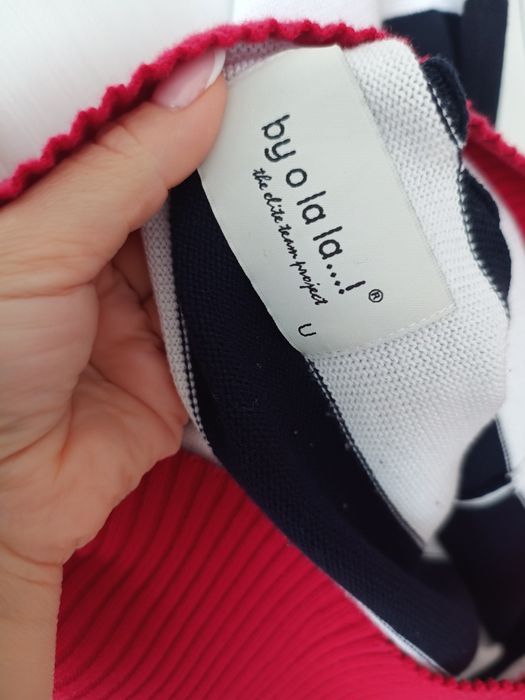 by o la la...!®
the elite team project
U